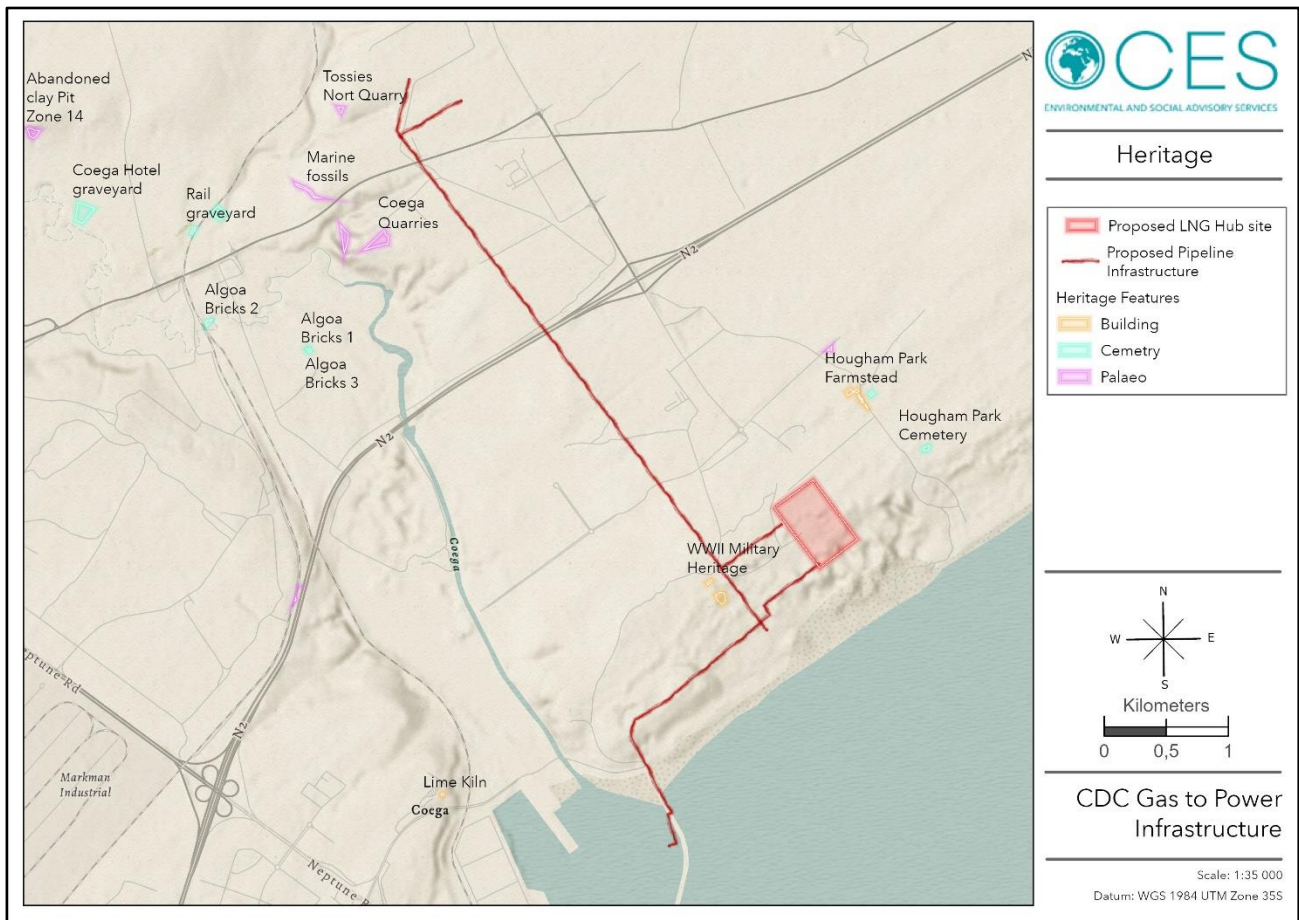 Abandoned
clay Pit
Zone 14
Tossies
Nort Quarry
Coega Hotel
graveyard
Rail
graveyard
Marine
fossils
Coega
Quarries
Algoa
Bricks 2
Algoa
Bricks 1
Algoa
Bricks 3
N2
N2
N2
Hougham Park
Farmstead
Hougham Park
Cemetery
WWII Military
Heritage
Coega
Neptune Rd
Markman
Industrial
Lime Kiln
Coega
Neptune
CES
ENVIRONMENTAL AND SOCIAL ADVISORY SERVICES
Heritage
Proposed LNG Hub site
Proposed Pipeline
Infrastructure
Heritage Features
Building
Cemetry
Palaeo
N
W E
S
Kilometers
0 0,5 1
CDC Gas to Power
Infrastructure
Scale: 1:35 000
Datum: WGS 1984 UTM Zone 35S